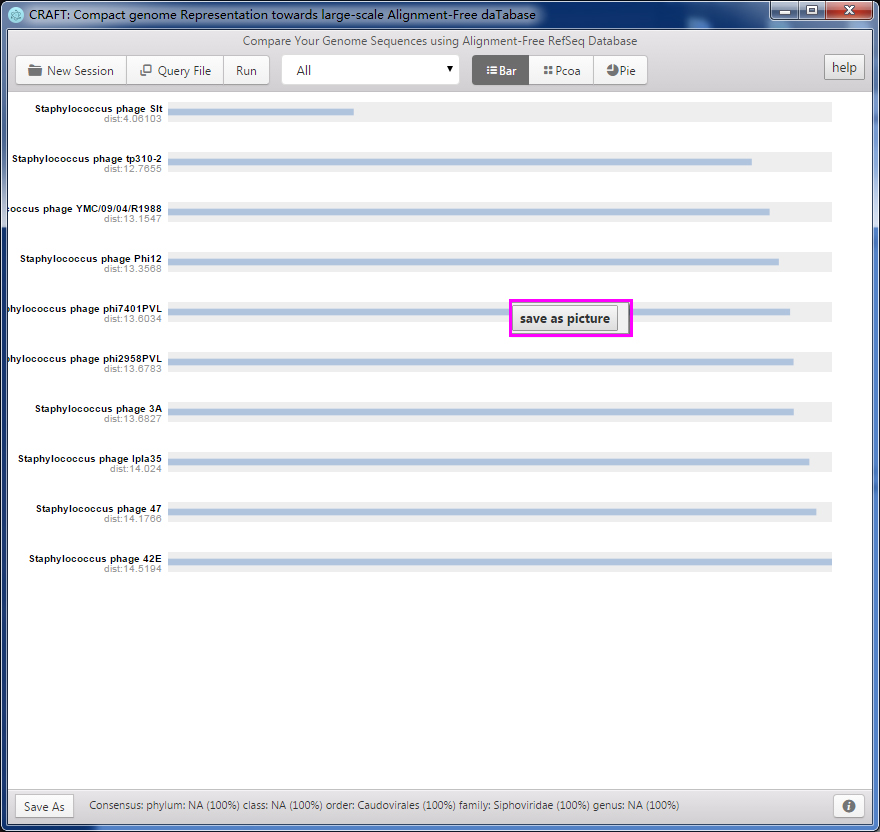 CRAFT: Compact genome Representation towards large-scale Alignment-Free daTabase
Compare Your Genome Sequences using Alignment-Free RefSeq Database
New Session Query File Run All Bar Pcoa Pie help
Staphylococcus phage Slt
dist:4.06103
Staphylococcus phage tp310-2
dist:12.7655
coccus phage YMC/09/04/R1988
dist:13.1547
Staphylococcus phage Phi12
dist:13.3568
phylococcus phage phi7401PVL
dist:13.6034
save as picture
phylococcus phage phi2958PVL
dist:13.6783
Staphylococcus phage 3A
dist:13.6827
Staphylococcus phage Ipla35
dist:14.024
Staphylococcus phage 47
dist:14.1766
Staphylococcus phage 42E
dist:14.5194
Save As Consensus: phylum: NA (100%) class: NA (100%) order: Caudovirales (100%) family: Siphoviridae (100%) genus: NA (100%)